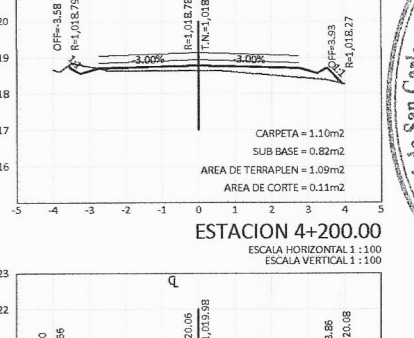 20
OFF=-3.58
R=1,018.79
R=1,018.78
T.N.=1,018
OFF=3.93
R=1,018.27
19
-3.00%
-3.00%
18
17
CARPETA = 1.10m2
SUB BASE = 0.82m2
16
AREA DE TERRAPLEN = 1.09m2
AREA DE CORTE = 0.11m2
-5 -4 -3 -2 -1 0 1 2 3 4 5
ESTACION 4+200.00
ESCALA HORIZONTAL 1 : 100
ESCALA VERTICAL 1 : 100
23
22
20.06
1,019.98
20.08
de San Carl